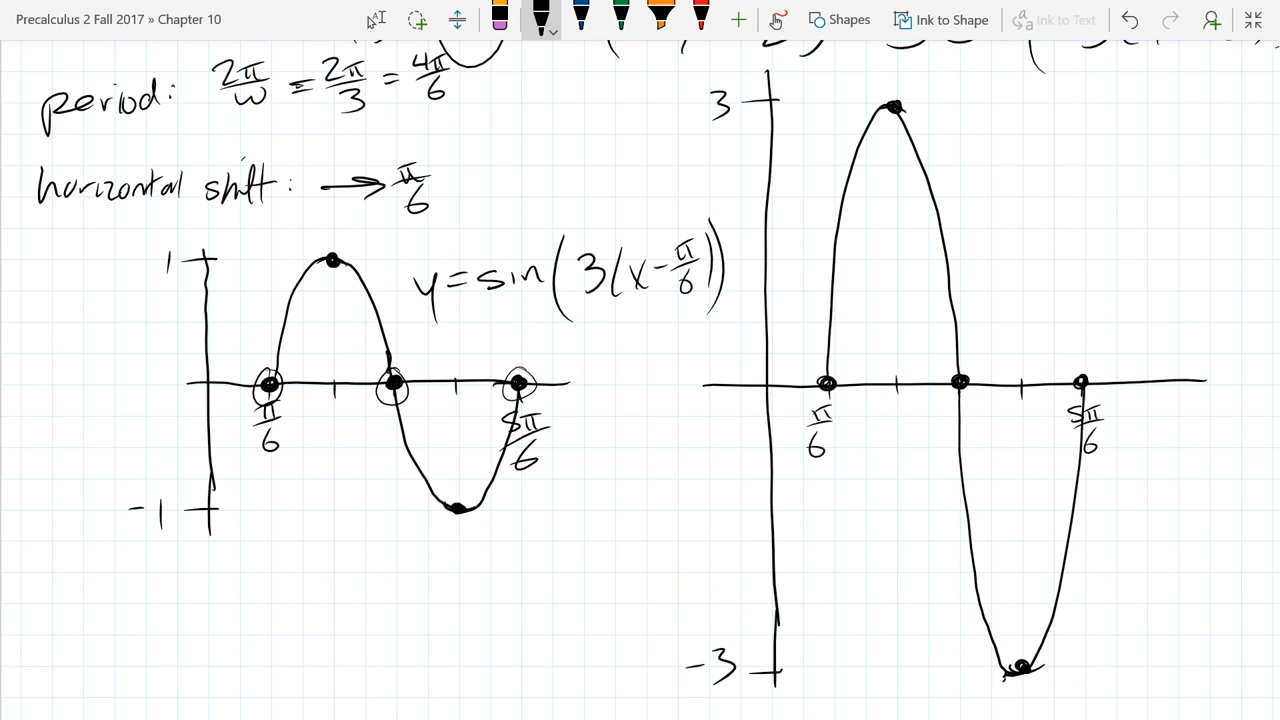 Precalculus 2 Fall 2017 » Chapter 10
Shapes
Ink to Shape
Ink to Text
period: 2π/ω = 2π/3 = 4π/6
horizontal shift: → π/6
1
y = sin(3(x - π/6))
π/6
5π/6
-1
3
π/6
5π/6
-3